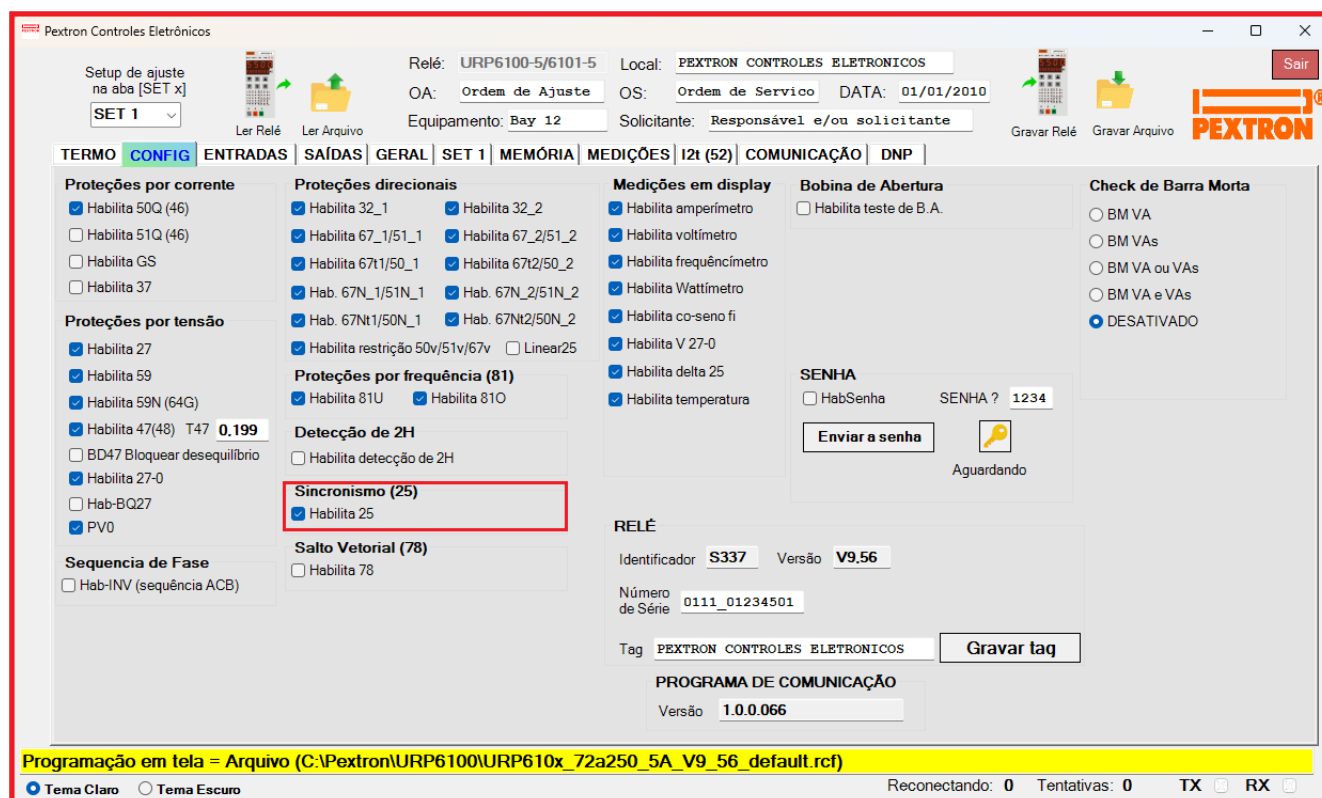 Pextron Controles Eletrônicos
Setup de ajuste
na aba [SET x]
SET 1
Ler Relé
Ler Arquivo
Relé: URP6100-5/6101-5
Local: PEXTRON CONTROLES ELETRONICOS
OA: Ordem de Ajuste
OS: Ordem de Servico
DATA: 01/01/2010
Equipamento: Bay 12
Solicitante: Responsável e/ou solicitante
Gravar Relé
Gravar Arquivo
Sair
PEXTRON
®
TERMO CONFIG ENTRADAS SAÍDAS GERAL SET 1 MEMÓRIA MEDIÇÕES I2t (52) COMUNICAÇÃO DNP
Proteções por corrente
Habilita 50Q (46)
Habilita 51Q (46)
Habilita GS
Habilita 37
Proteções por tensão
Habilita 27
Habilita 59
Habilita 59N (64G)
Habilita 47(48) T47 0,199
BD47 Bloquear desequilíbrio
Habilita 27-0
Hab-BQ27
PV0
Sequencia de Fase
Hab-INV (sequência ACB)
Proteções direcionais
Habilita 32_1 Habilita 32_2
Habilita 67_1/51_1 Habilita 67_2/51_2
Habilita 67t1/50_1 Habilita 67t2/50_2
Hab. 67N_1/51N_1 Hab. 67N_2/51N_2
Hab. 67Nt1/50N_1 Hab. 67Nt2/50N_2
Habilita restrição 50v/51v/67v Linear25
Proteções por frequência (81)
Habilita 81U Habilita 81O
Detecção de 2H
Habilita detecção de 2H
Sincronismo (25)
Habilita 25
Salto Vetorial (78)
Habilita 78
Medições em display
Habilita amperímetro
Habilita voltímetro
Habilita frequêncímetro
Habilita Wattímetro
Habilita co-seno fi
Habilita V 27-0
Habilita delta 25
Habilita temperatura
Bobina de Abertura
Habilita teste de B.A.
SENHA
HabSenha SENHA ? 1234
Enviar a senha
Aguardando
Check de Barra Morta
BM VA
BM VAs
BM VA ou VAs
BM VA e VAs
DESATIVADO
RELÉ
Identificador S337 Versão V9,56
Número
de Série 0111_01234501
Tag PEXTRON CONTROLES ELETRONICOS Gravar tag
PROGRAMA DE COMUNICAÇÃO
Versão 1.0.0.066
Programação em tela = Arquivo (C:\Pextron\URP6100\URP610x_72a250_5A_V9_56_default.rcf)
Tema Claro Tema Escuro Reconectando: 0 Tentativas: 0 TX RX